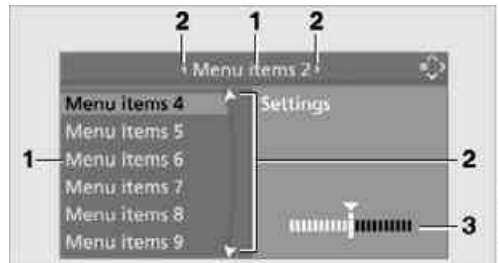 2 1 2
Menu items 2
Menu items 4 Settings
Menu items 5
1 Menu items 6 2
Menu items 7
Menu items 8 3
Menu items 9